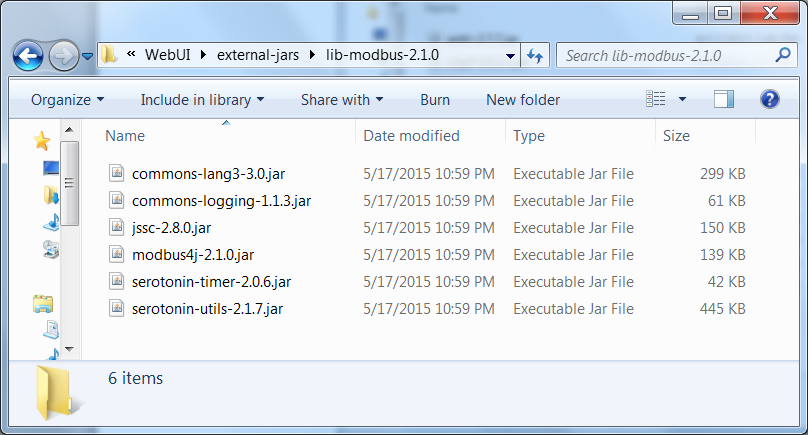 « WebUI external-jars lib-modbus-2.1.0 Search lib-modbus-2.1.0
Organize Include in library Share with Burn New folder
Name Date modified Type Size
commons-lang3-3.0.jar 5/17/2015 10:59 PM Executable Jar File 299 KB
commons-logging-1.1.3.jar 5/17/2015 10:59 PM Executable Jar File 61 KB
jssc-2.8.0.jar 5/17/2015 10:59 PM Executable Jar File 150 KB
modbus4j-2.1.0.jar 5/17/2015 10:59 PM Executable Jar File 139 KB
serotonin-timer-2.0.6.jar 5/17/2015 10:59 PM Executable Jar File 42 KB
serotonin-utils-2.1.7.jar 5/17/2015 10:59 PM Executable Jar File 445 KB
6 items